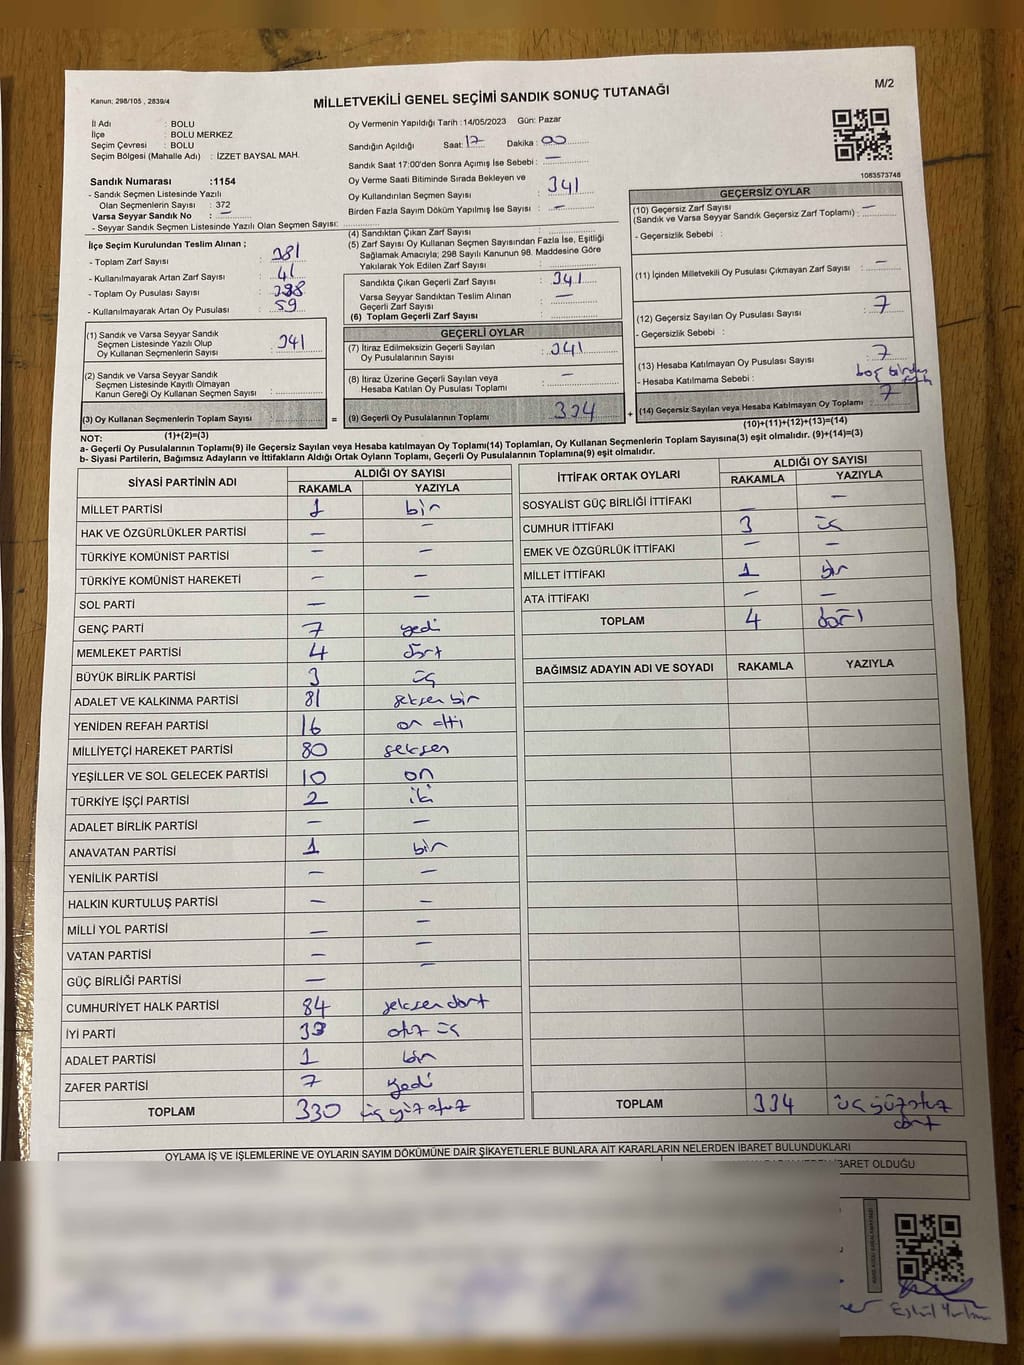 M/2
Kanun: 298/105 , 2839/4
MİLLETVEKİLİ GENEL SEÇİMİ SANDIK SONUÇ TUTANAĞI
İl Adı : BOLU
İlçe : BOLU MERKEZ
Seçim Çevresi : BOLU
Seçim Bölgesi (Mahalle Adı) : İZZET BAYSAL MAH.
Sandık Numarası :1154
- Sandık Seçmen Listesinde Yazılı
Olan Seçmenlerin Sayısı : 372
Varsa Seyyar Sandık No : —
- Seyyar Sandık Seçmen Listesinde Yazılı Olan Seçmen Sayısı:
Oy Vermenin Yapıldığı Tarih :14/05/2023 Gün: Pazar
Sandığın Açıldığı Saat: 17 Dakika : 00
Sandık Saat 17:00'den Sonra Açımış İse Sebebi : —
Oy Verme Saati Bitiminde Sırada Bekleyen ve
Oy Kullandırılan Seçmen Sayısı : 341
Birden Fazla Sayım Döküm Yapılmış İse Sayısı : —
1083573748
İlçe Seçim Kurulundan Teslim Alınan ;
- Toplam Zarf Sayısı : 381
- Kullanılmayarak Artan Zarf Sayısı : 41
- Toplam Oy Pusulası Sayısı :
- Kullanılmayarak Artan Oy Pusulası : 59
(1) Sandık ve Varsa Seyyar Sandık
Seçmen Listesinde Yazılı Olup
Oy Kullanan Seçmenlerin Sayısı : 341
(2) Sandık ve Varsa Seyyar Sandık
Seçmen Listesinde Kayıtlı Olmayan
Kanun Gereği Oy Kullanan Seçmen Sayısı :
(3) Oy Kullanan Seçmenlerin Toplam Sayısı :
(1)+(2)=(3)
(4) Sandıktan Çıkan Zarf Sayısı :
(5) Zarf Sayısı Oy Kullanan Seçmen Sayısından Fazla İse, Eşitliği
Sağlamak Amacıyla; 298 Sayılı Kanunun 98. Maddesine Göre
Yakılarak Yok Edilen Zarf Sayısı :
Sandıkta Çıkan Geçerli Zarf Sayısı : 341
Varsa Seyyar Sandıktan Teslim Alınan
Geçerli Zarf Sayısı : —
(6) Toplam Geçerli Zarf Sayısı :
GEÇERLİ OYLAR
(7) İtiraz Edilmeksizin Geçerli Sayılan
Oy Pusulalarının Sayısı : 341
(8) İtiraz Üzerine Geçerli Sayılan veya
Hesaba Katılan Oy Pusulası Toplamı : —
= (9) Geçerli Oy Pusulalarının Toplamı : 334 +
GEÇERSİZ OYLAR
(10) Geçersiz Zarf Sayısı —
(Sandık ve Varsa Seyyar Sandık Geçersiz Zarf Toplamı) :
- Geçersizlik Sebebi :
(11) İçinden Milletvekili Oy Pusulası Çıkmayan Zarf Sayısı : —
(12) Geçersiz Sayılan Oy Pusulası Sayısı : 7
- Geçersizlik Sebebi :
(13) Hesaba Katılmayan Oy Pusulası Sayısı : 7
- Hesaba Katılmama Sebebi : boş birden
(14) Geçersiz Sayılan veya Hesaba Katılmayan Oy Toplamı : 7
(10)+(11)+(12)+(13)=(14)
NOT:
a- Geçerli Oy Pusulalarının Toplamı(9) ile Geçersiz Sayılan veya Hesaba katılmayan Oy Toplamı(14) Toplamları, Oy Kullanan Seçmenlerin Toplam Sayısına(3) eşit olmalıdır. (9)+(14)=(3)
b- Siyasi Partilerin, Bağımsız Adayların ve İttifakların Aldığı Ortak Oyların Toplamı, Geçerli Oy Pusulalarının Toplamına(9) eşit olmalıdır.
SİYASİ PARTİNİN ADI ALDIĞI OY SAYISI
RAKAMLA YAZIYLA
MİLLET PARTİSİ 1 bir
HAK VE ÖZGÜRLÜKLER PARTİSİ — —
TÜRKİYE KOMÜNİST PARTİSİ — —
TÜRKİYE KOMÜNİST HAREKETİ — —
SOL PARTİ — —
GENÇ PARTİ 7 yedi
MEMLEKET PARTİSİ 4 dört
BÜYÜK BİRLİK PARTİSİ 3 üç
ADALET VE KALKINMA PARTİSİ 81 seksen bir
YENİDEN REFAH PARTİSİ 16 on altı
MİLLİYETÇİ HAREKET PARTİSİ 80 seksen
YEŞİLLER VE SOL GELECEK PARTİSİ 10 on
TÜRKİYE İŞÇİ PARTİSİ 2 iki
ADALET BİRLİK PARTİSİ — —
ANAVATAN PARTİSİ 1 bir
YENİLİK PARTİSİ — —
HALKIN KURTULUŞ PARTİSİ — —
MİLLİ YOL PARTİSİ — —
VATAN PARTİSİ — —
GÜÇ BİRLİĞİ PARTİSİ — —
CUMHURİYET HALK PARTİSİ 84 seksen dört
İYİ PARTİ 33 otuz üç
ADALET PARTİSİ 1 bir
ZAFER PARTİSİ 7 yedi
TOPLAM 330 üç yüz otuz
İTTİFAK ORTAK OYLARI ALDIĞI OY SAYISI
RAKAMLA YAZIYLA
SOSYALİST GÜÇ BİRLİĞİ İTTİFAKI — —
CUMHUR İTTİFAKI 3 üç
EMEK VE ÖZGÜRLÜK İTTİFAKI — —
MİLLET İTTİFAKI 1 bir
ATA İTTİFAKI — —
TOPLAM 4 dört
BAĞIMSIZ ADAYIN ADI VE SOYADI RAKAMLA YAZIYLA
TOPLAM 334 üç yüz otuz
dört
OYLAMA İŞ VE İŞLEMLERİNE VE OYLARIN SAYIM DÖKÜMÜNE DAİR ŞİKAYETLERLE BUNLARA AİT KARARLARIN NELERDEN İBARET BULUNDUKLARI
İBARET OLDUĞU